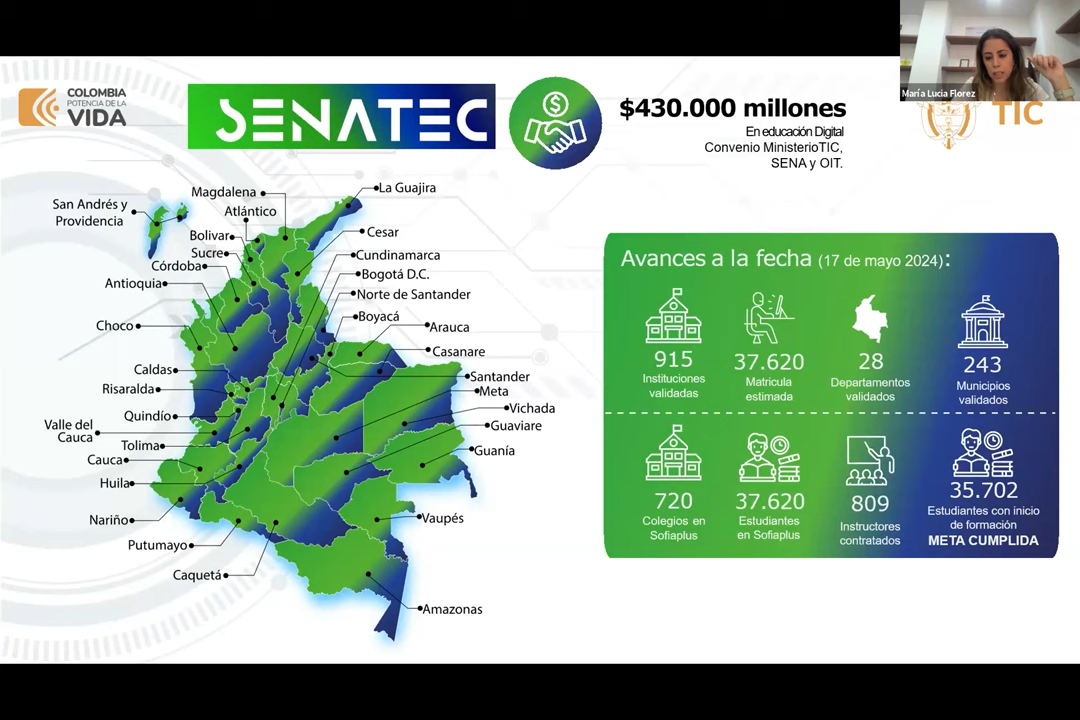 COLOMBIA
POTENCIA DE LA
VIDA
SENATEC
$
$430.000 millones
En educación Digital
Convenio MinisterioTIC,
SENA y OIT.
María Lucia Florez
TIC
San Andrés y
Providencia
Magdalena
Atlántico
Bolivar
Sucre
Córdoba
Antioquia
Choco
Caldas
Risaralda
Quindío
Valle del
Cauca
Tolima
Cauca
Huila
Nariño
Putumayo
Caquetá
La Guajira
Cesar
Cundinamarca
Bogotá D.C.
Norte de Santander
Boyacá
Arauca
Casanare
Santander
Meta
Vichada
Guaviare
Guanía
Vaupés
Amazonas
Avances a la fecha (17 de mayo 2024):
915
Instituciones
validadas
37.620
Matricula
estimada
28
Departamentos
validados
243
Municipios
validados
720
Colegios en
Sofiaplus
37.620
Estudiantes
en Sofiaplus
809
Instructores
contratados
35.702
Estudiantes con inicio
de formación
META CUMPLIDA